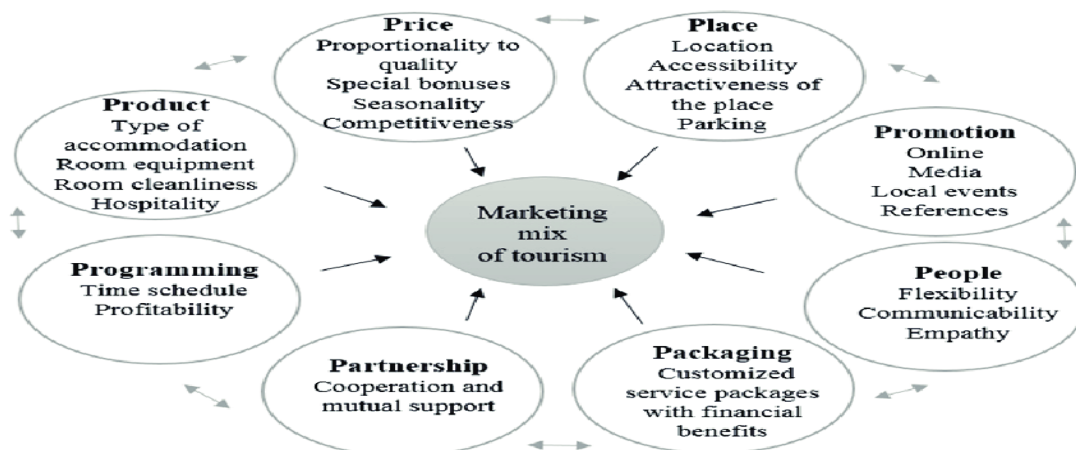 Price
Proportionality to
quality
Special bonuses
Seasonality
Competitiveness
Place
Location
Accessibility
Attractiveness of
the place
Parking
Product
Type of
accommodation
Room equipment
Room cleanliness
Hospitality
Promotion
Online
Media
Local events
References
Marketing
mix
of tourism
Programming
Time schedule
Profitability
People
Flexibility
Communicability
Empathy
Partnership
Cooperation and
mutual support
Packaging
Customized
service packages
with financial
benefits